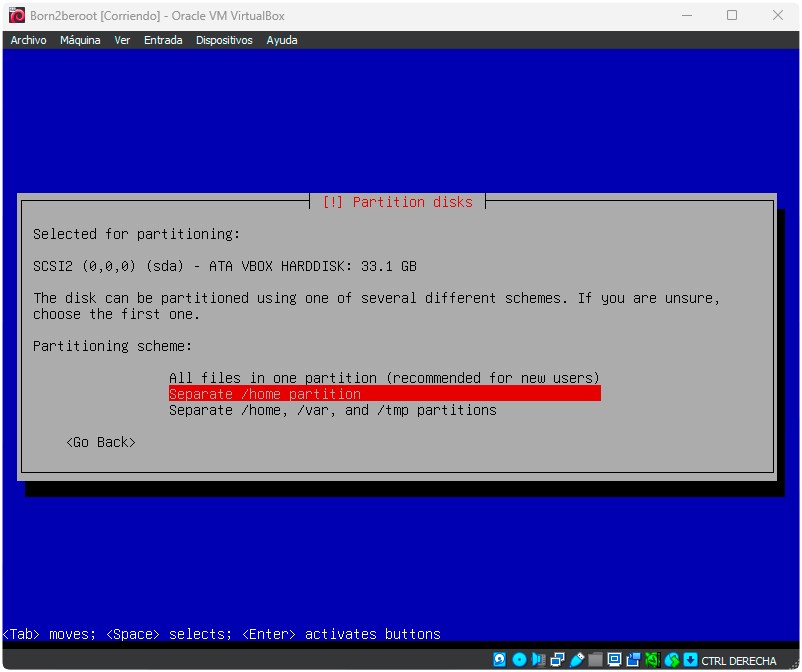 Born2beroot [Corriendo] - Oracle VM VirtualBox
Archivo Máquina Ver Entrada Dispositivos Ayuda
[!] Partition disks
Selected for partitioning:
SCSI2 (0,0,0) (sda) - ATA VBOX HARDDISK: 33.1 GB
The disk can be partitioned using one of several different schemes. If you are unsure,
choose the first one.
Partitioning scheme:
All files in one partition (recommended for new users)
Separate /home partition
Separate /home, /var, and /tmp partitions
<Go Back>
<Tab> moves; <Space> selects; <Enter> activates buttons
CTRL DERECHA